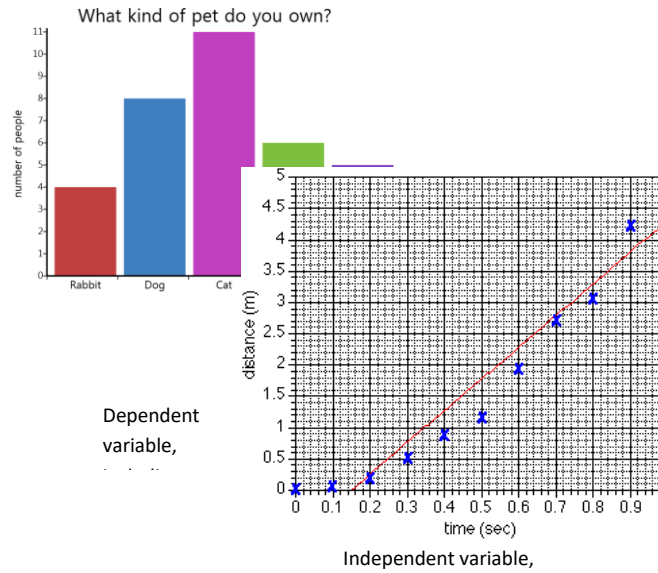 What kind of pet do you own?
11
10
9
8
7
6
5
4
3
2
1
0
number of people
Rabbit Dog Cat
5
4.5
4
3.5
3
2.5
2
1.5
1
0.5
0
distance (m)
0 0.1 0.2 0.3 0.4 0.5 0.6 0.7 0.8 0.9
time (sec)
Dependent
variable,
Independent variable,